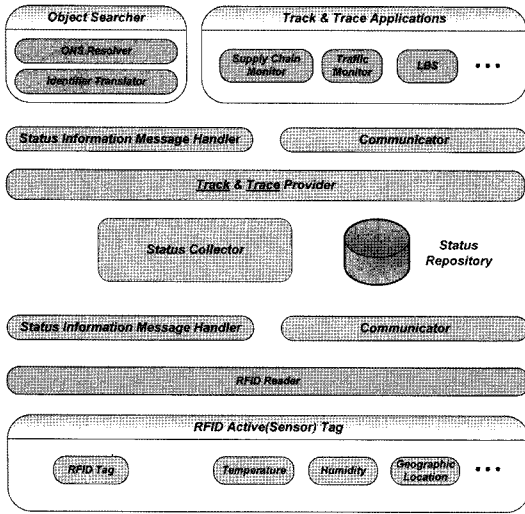 Object Searcher
ONS Resolver
Identifier Translator
Track & Trace Applications
Supply Chain
Monitor
Traffic
Monitor
LBS
• • •
Status Information Message Handler
Communicator
Track & Trace Provider
Status Collector
Status
Repository
Status Information Message Handler
Communicator
RFID Reader
RFID Active(Sensor) Tag
RFID Tag
Temperature
Humidity
Geographic
Location
• • •